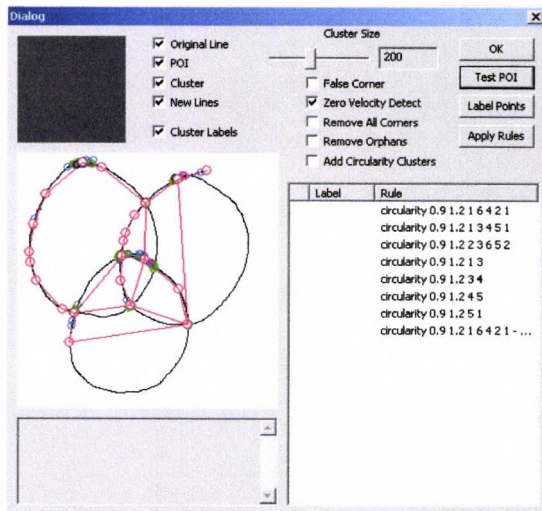 Dialog
Original Line
POI
Cluster
New Lines
Cluster Labels
Cluster Size
200
False Corner
Zero Velocity Detect
Remove All Corners
Remove Orphans
Add Circularity Clusters
OK
Test POI
Label Points
Apply Rules
Label Rule
circularity 0.9 1.2 1 6 4 2 1
circularity 0.9 1.2 1 3 4 5 1
circularity 0.9 1.2 2 3 6 5 2
circularity 0.9 1.2 1 3
circularity 0.9 1.2 3 4
circularity 0.9 1.2 4 5
circularity 0.9 1.2 5 1
circularity 0.9 1.2 1 6 4 2 1 - ...